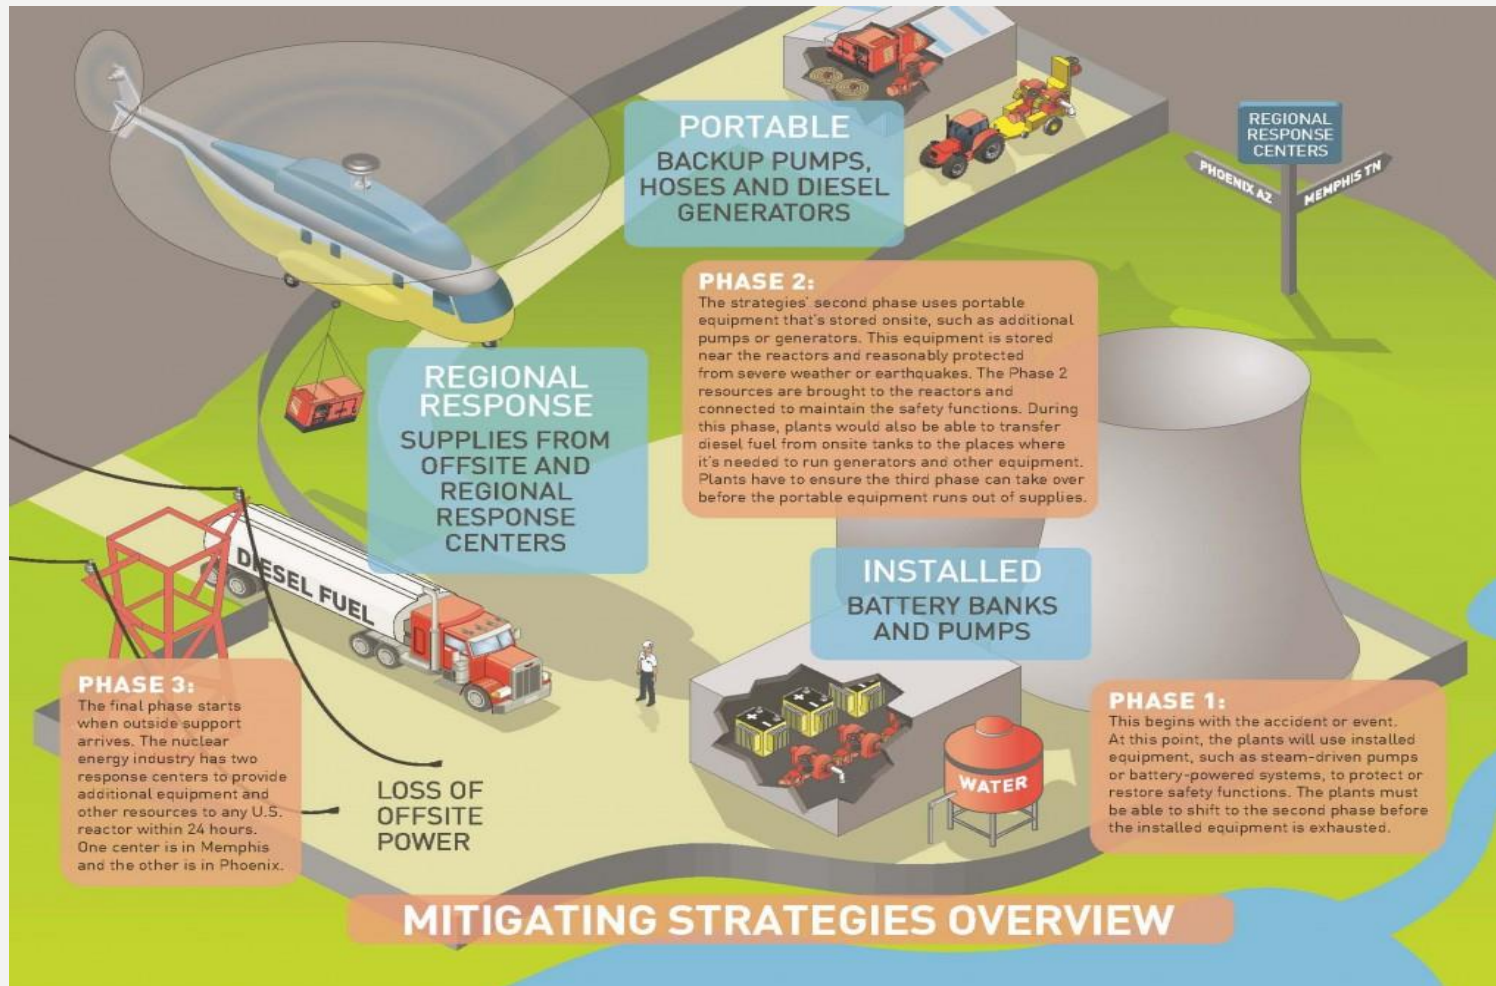 PORTABLE
BACKUP PUMPS,
HOSES AND DIESEL
GENERATORS
REGIONAL
RESPONSE
CENTERS
PHOENIX AZ
MEMPHIS TN
PHASE 2:
The strategies' second phase uses portable
equipment that's stored onsite, such as additional
pumps or generators. This equipment is stored
near the reactors and reasonably protected
from severe weather or earthquakes. The Phase 2
resources are brought to the reactors and
connected to maintain the safety functions. During
this phase, plants would also be able to transfer
diesel fuel from onsite tanks to the places where
it's needed to run generators and other equipment.
Plants have to ensure the third phase can take over
before the portable equipment runs out of supplies.
REGIONAL
RESPONSE
SUPPLIES FROM
OFFSITE AND
REGIONAL
RESPONSE
CENTERS
DIESEL FUEL
INSTALLED
BATTERY BANKS
AND PUMPS
PHASE 3:
The final phase starts
when outside support
arrives. The nuclear
energy industry has two
response centers to provide
additional equipment and
other resources to any U.S.
reactor within 24 hours.
One center is in Memphis
and the other is in Phoenix.
LOSS OF
OFFSITE
POWER
WATER
PHASE 1:
This begins with the accident or event.
At this point, the plants will use installed
equipment, such as steam-driven pumps
or battery-powered systems, to protect or
restore safety functions. The plants must
be able to shift to the second phase before
the installed equipment is exhausted.
MITIGATING STRATEGIES OVERVIEW